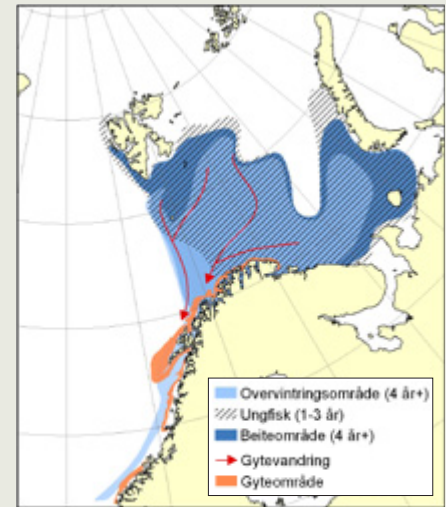 Overvintringsområde (4 år+)
Ungfisk (1-3 år)
Beiteområde (4 år+)
Gytevandring
Gyteområde